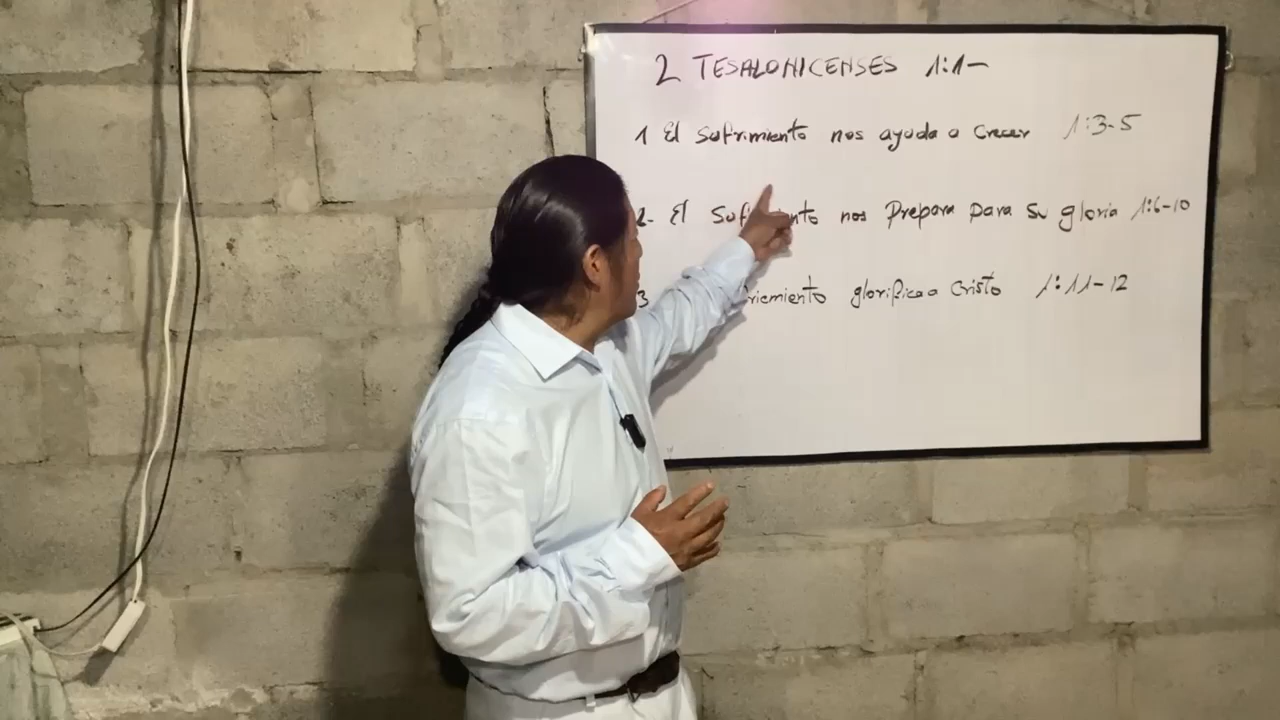 2 TESALONICENSES 1:1-
1 El Sufrimiento nos ayuda a Crecer 1:3-5
2- El nos Prepara para su gloria 1:6-10
3 glorifica a Cristo 1:11-12